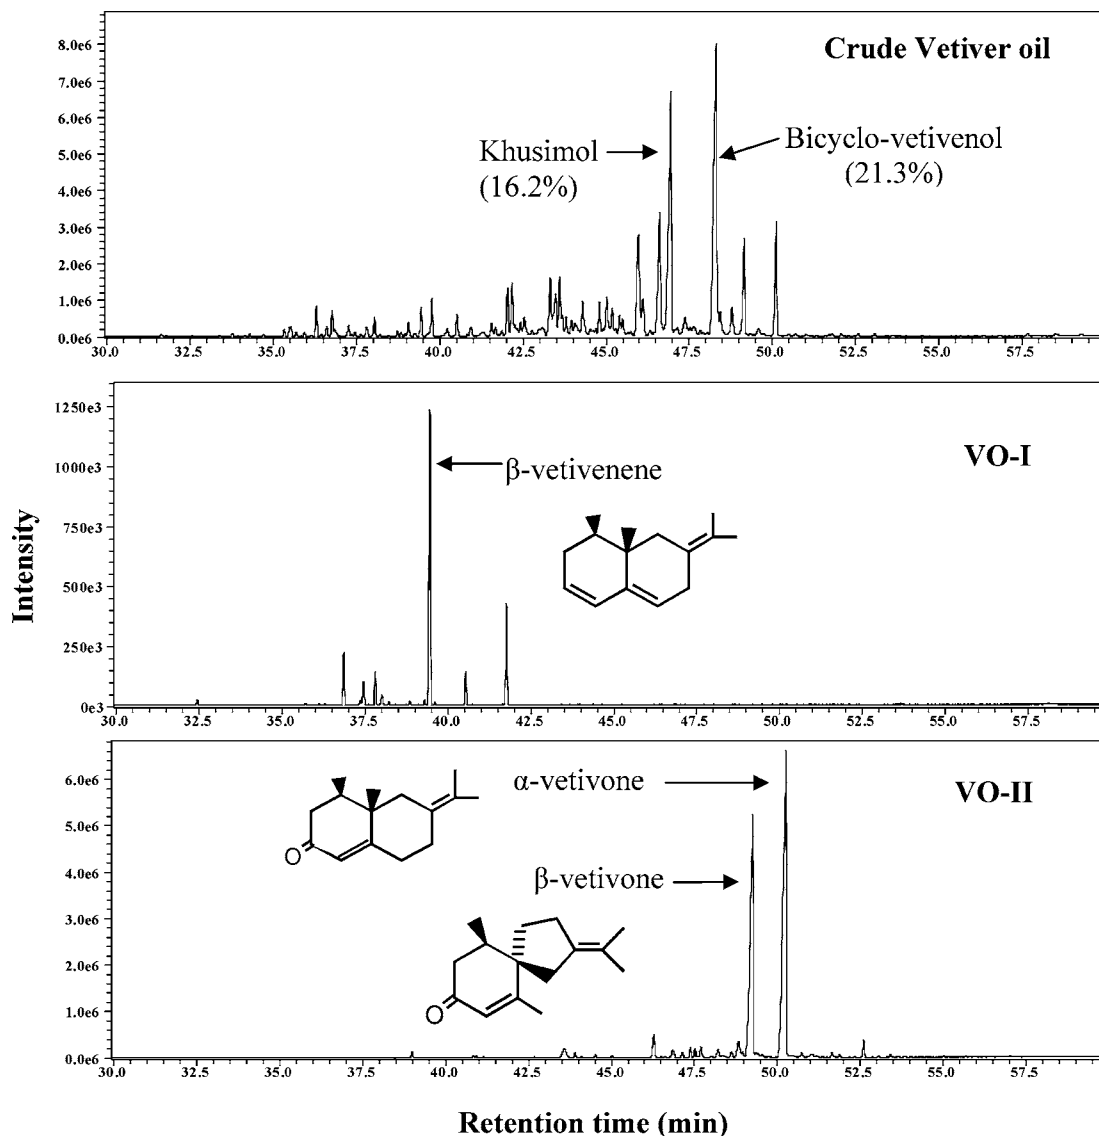 Crude Vetiver oil
8.0e6
7.0e6
6.0e6
5.0e6
4.0e6
3.0e6
2.0e6
1.0e6
0.0e6
Khusimol
(16.2%)
Bicyclo-vetivenol
(21.3%)
30.0 32.5 35.0 37.5 40.0 42.5 45.0 47.5 50.0 52.5 55.0 57.5
VO-I
1250e3
1000e3
750e3
500e3
250e3
0e3
β-vetivenene
30.0 32.5 35.0 37.5 40.0 42.5 45.0 47.5 50.0 52.5 55.0 57.5
Intensity
VO-II
6.0e6
5.0e6
4.0e6
3.0e6
2.0e6
1.0e6
0.0e6
α-vetivone
β-vetivone
O
O
30.0 32.5 35.0 37.5 40.0 42.5 45.0 47.5 50.0 52.5 55.0 57.5
Retention time (min)